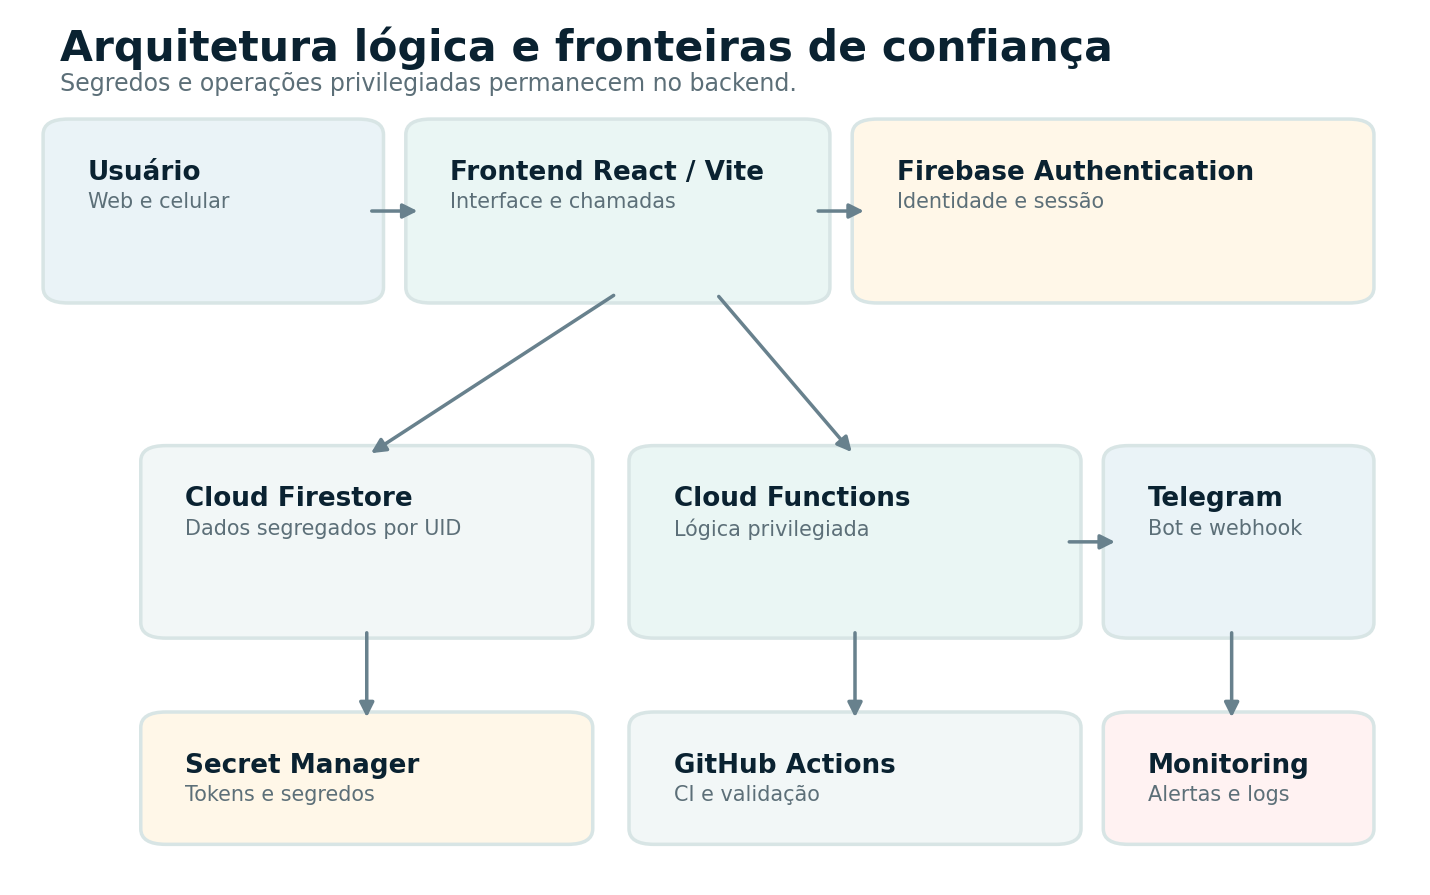 Arquitetura lógica e fronteiras de confiança
Segredos e operações privilegiadas permanecem no backend.
Usuário
Web e celular
Frontend React / Vite
Interface e chamadas
Firebase Authentication
Identidade e sessão
Cloud Firestore
Dados segregados por UID
Cloud Functions
Lógica privilegiada
Telegram
Bot e webhook
Secret Manager
Tokens e segredos
GitHub Actions
CI e validação
Monitoring
Alertas e logs